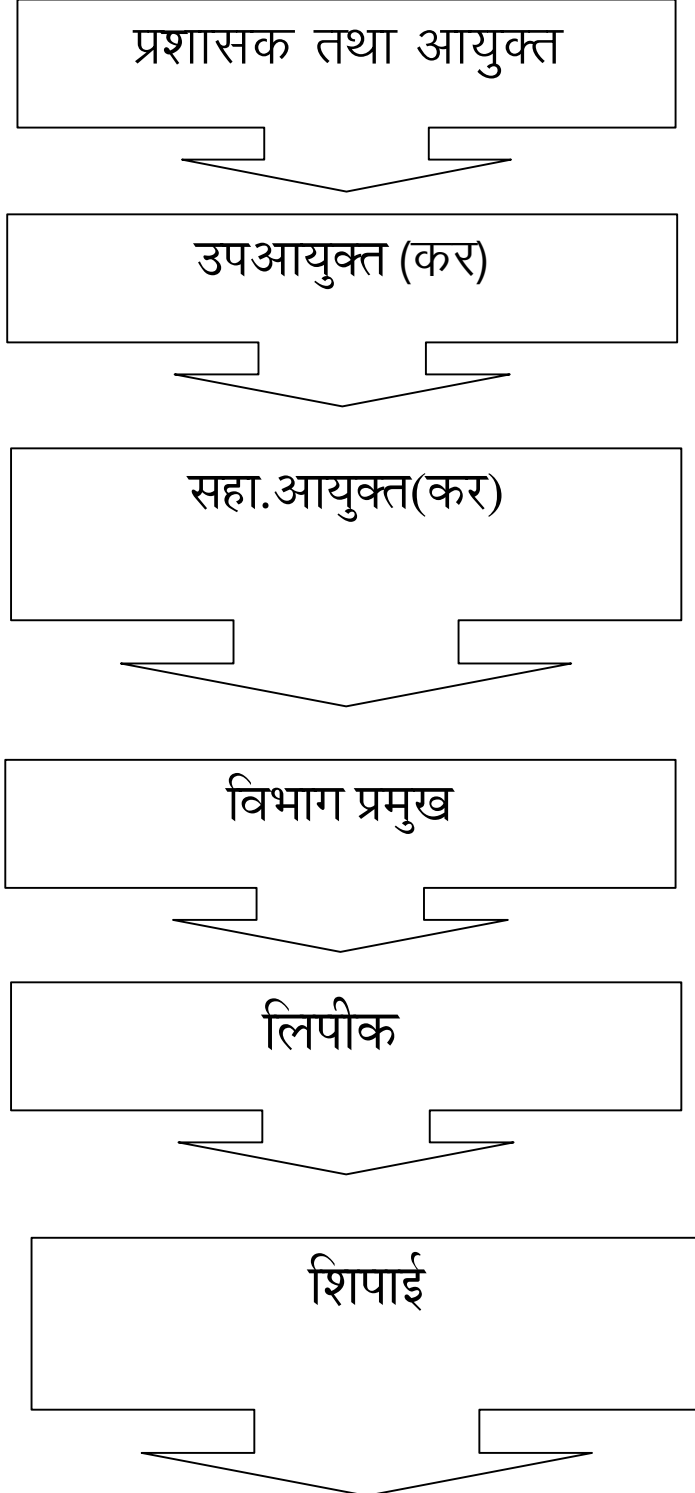 प्रशासक तथा आयुक्त
उपआयुक्त (कर)
सहा.आयुक्त(कर)
विभाग प्रमुख
लिपीक
शिपाई